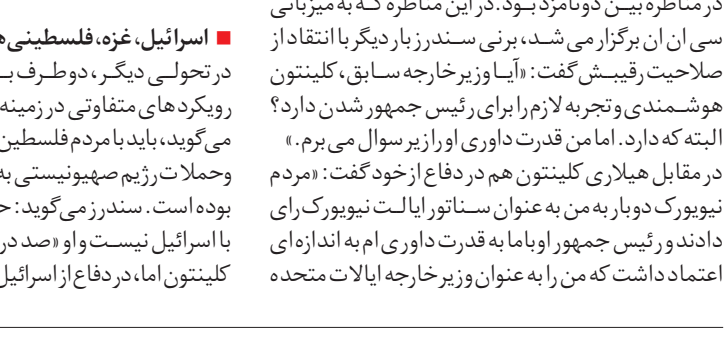 در مناظره بین دو نامزد بود. در این مناظره که به میزبانی
سی ان ان برگزار می شد، برنی سندرز بار دیگر با انتقاد از
صلاحیت رقیبش گفت: «آیا وزیر خارجه سابق، کلینتون
هوشمندی و تجربه لازم را برای رئیس جمهور شدن دارد؟
البته که دارد. اما من قدرت داوری او را زیر سوال می برم.»
در مقابل هیلاری کلینتون هم در دفاع از خود گفت: «مردم
نیویورک دوبار به من به عنوان سناتور ایالت نیویورک رای
دادند و رئیس جمهور اوباما به قدرت داوری ام به اندازه ای
اعتماد داشت که من را به عنوان وزیر خارجه ایالات متحده
■ اسرائیل، غزه، فلسطینی‌ه
در تحولی دیگر، دو طرف ب
رویکردهای متفاوتی در زمینه
می گوید، باید با مردم فلسطین
و حملات رژیم صهیونیستی به
بوده است. سندرز می گوید: ح
با اسرائیل نیست و او «صد در
کلینتون اما، در دفاع از اسرائیل